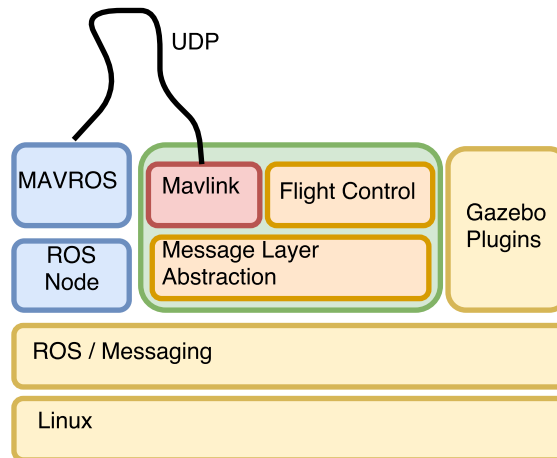 UDP
MAVROS
Mavlink
Flight Control
Gazebo
Plugins
ROS
Node
Message Layer
Abstraction
ROS / Messaging
Linux